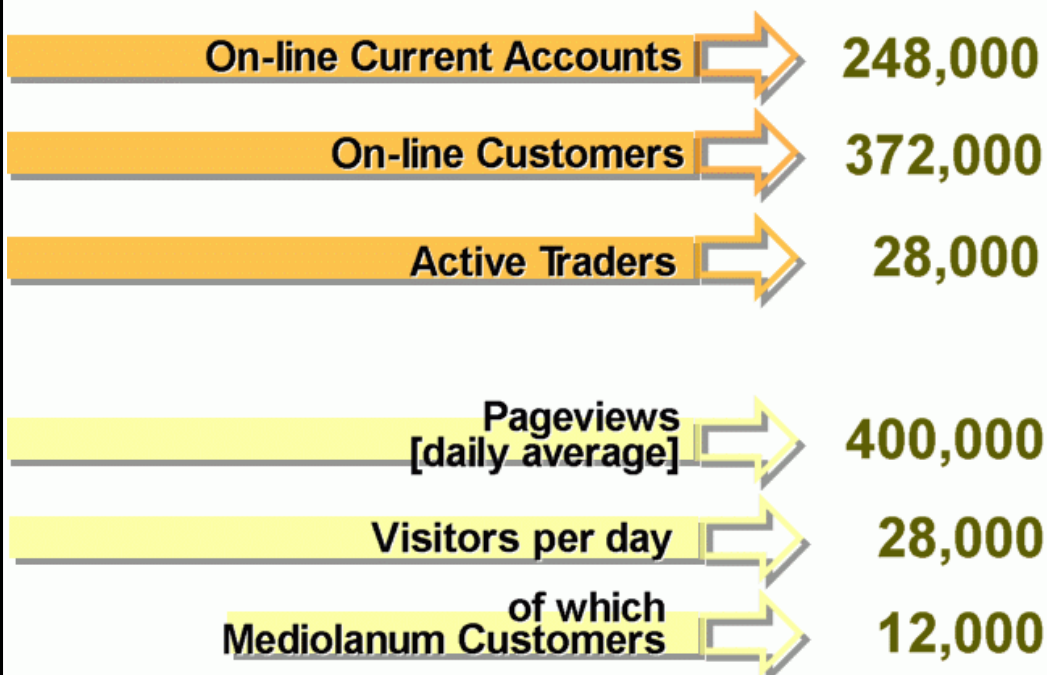 On-line Current Accounts 248,000
On-line Customers 372,000
Active Traders 28,000
Pageviews
[daily average] 400,000
Visitors per day 28,000
of which
Mediolanum Customers 12,000